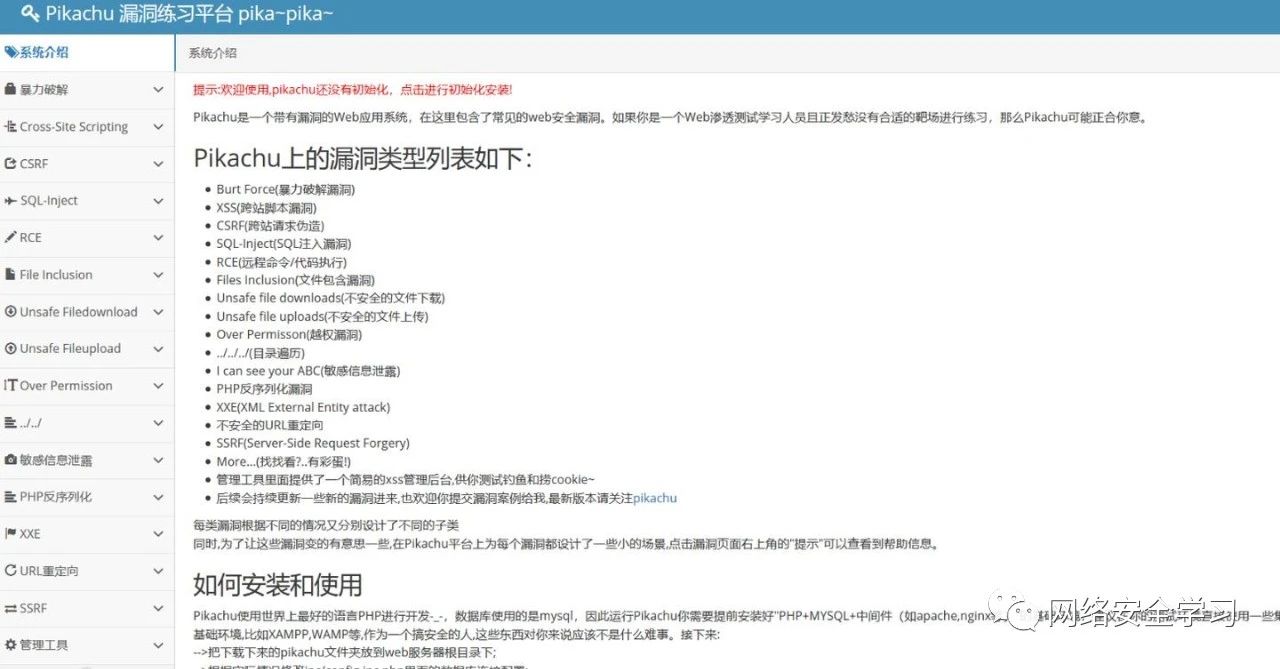 Pikachu 漏洞练习平台 pika~pika~
系统介绍
暴力破解
Cross-Site Scripting
CSRF
SQL-Inject
RCE
File Inclusion
Unsafe Filedownload
Unsafe Fileupload
Over Permission
../../
敏感信息泄露
PHP反序列化
XXE
URL重定向
SSRF
管理工具
系统介绍
提示:欢迎使用,pikachu还没有初始化，点击进行初始化安装!
Pikachu是一个带有漏洞的Web应用系统，在这里包含了常见的web安全漏洞。如果你是一个Web渗透测试学习人员且正发愁没有合适的靶场进行练习，那么Pikachu可能正合你意。
Pikachu上的漏洞类型列表如下：
Burt Force(暴力破解漏洞)
XSS(跨站脚本漏洞)
CSRF(跨站请求伪造)
SQL-Inject(SQL注入漏洞)
RCE(远程命令/代码执行)
Files Inclusion(文件包含漏洞)
Unsafe file downloads(不安全的文件下载)
Unsafe file uploads(不安全的文件上传)
Over Permisson(越权漏洞)
../../../(目录遍历)
I can see your ABC(敏感信息泄露)
PHP反序列化漏洞
XXE(XML External Entity attack)
不安全的URL重定向
SSRF(Server-Side Request Forgery)
More...(找找看?..有彩蛋!)
管理工具里面提供了一个简易的xss管理后台,供你测试钓鱼和捞cookie~
后续会持续更新一些新的漏洞进来,也欢迎你提交漏洞案例给我,最新版本请关注pikachu
每类漏洞根据不同的情况又分别设计了不同的子类
同时,为了让这些漏洞变的有意思一些,在Pikachu平台上为每个漏洞都设计了一些小的场景,点击漏洞页面右上角的"提示"可以查看到帮助信息。
如何安装和使用
Pikachu使用世界上最好的语言PHP进行开发-_-，数据库使用的是mysql，因此运行Pikachu你需要提前安装好"PHP+MYSQL+中间件（如apache,nginx
基础环境,比如XAMPP,WAMP等,作为一个搞安全的人,这些东西对你来说应该不是什么难事。接下来:
-->把下载下来的pikachu文件夹放到web服务器根目录下;
网络安全学习